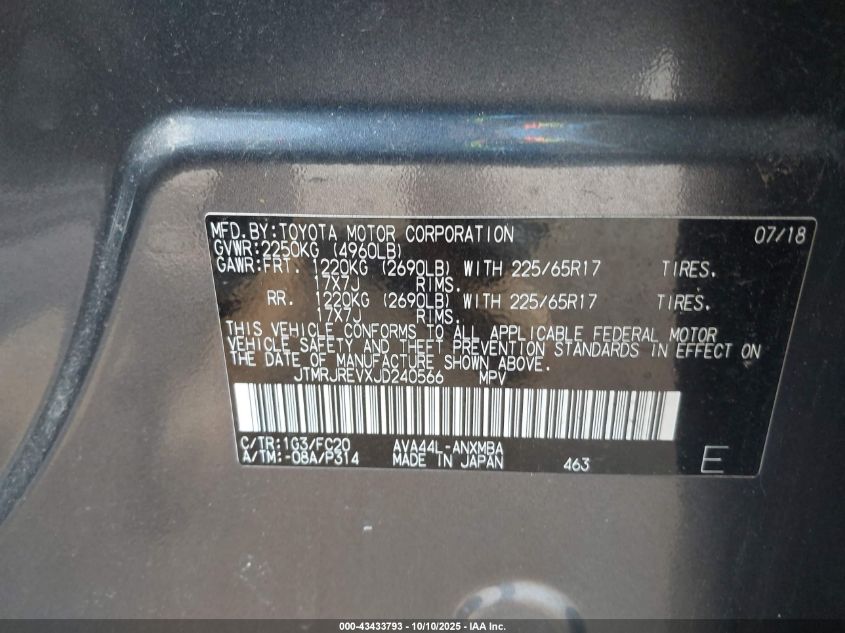 MFD.BY:TOYOTA MOTOR CORPORATION 07/18
GVWR:2250KG (4960LB)
GAWR:FRT. 1220KG (2690LB) WITH 225/65R17 TIRES.
17X7J RIMS.
RR. 1220KG (2690LB) WITH 225/65R17 TIRES.
17X7J RIMS.
THIS VEHICLE CONFORMS TO ALL APPLICABLE FEDERAL MOTOR
VEHICLE SAFETY AND THEFT PREVENTION STANDARDS IN EFFECT ON
THE DATE OF MANUFACTURE SHOWN ABOVE.
JTMRJREVXJD240566 MPV
C/TR:1G3/FC20 AVA44L-ANXMBA
A/TM:-08A/P314 MADE IN JAPAN 463 E
000-43433793 - 10/10/2025 - IAA Inc.